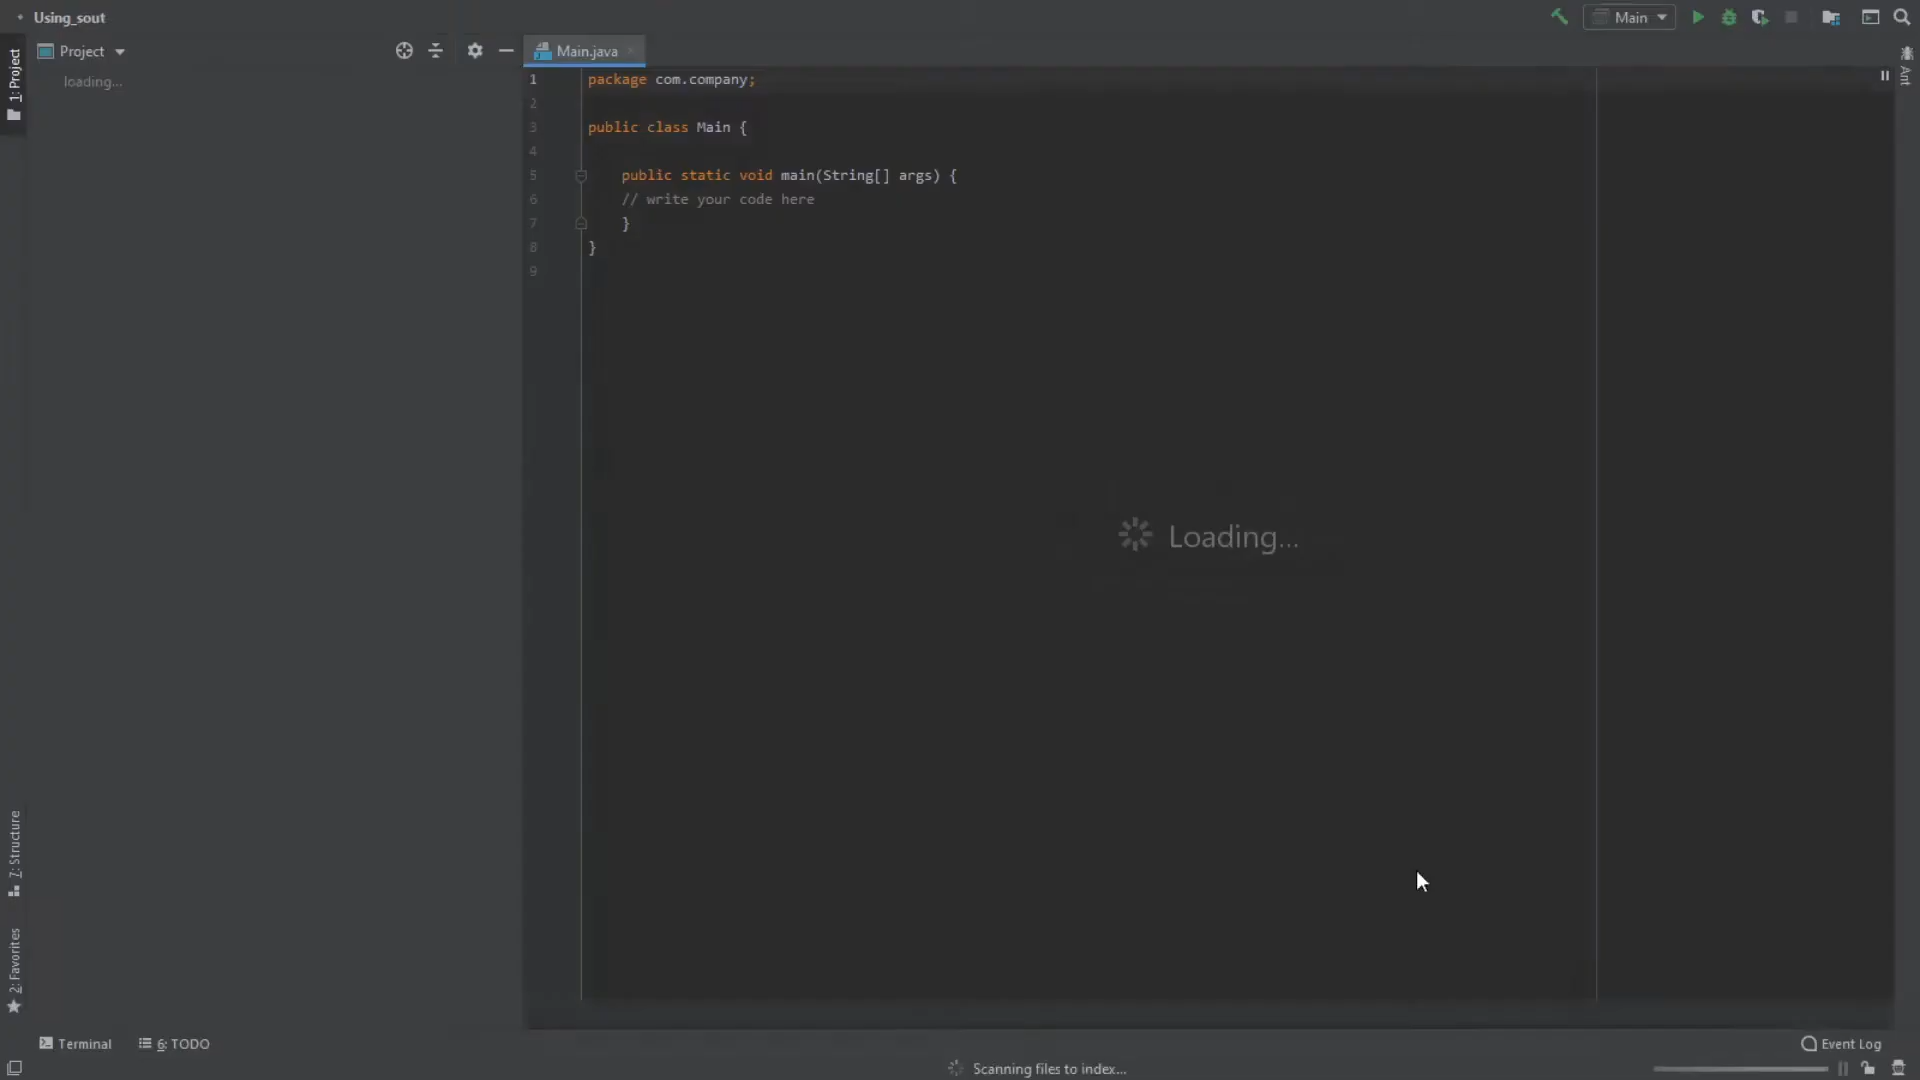 Using_sout
Main
Project
Main.java
1: Project
loading...
Ant
1 package com.company;
2
3 public class Main {
4
5 public static void main(String[] args) {
6 // write your code here
7 }
8 }
9
Loading...
7: Structure
2: Favorites
Terminal
6: TODO
Event Log
Scanning files to index...